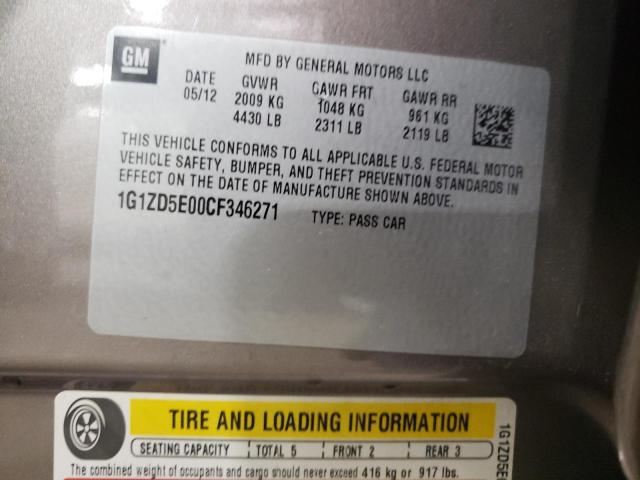 GM
MFD BY GENERAL MOTORS LLC
DATE GVWR GAWR FRT GAWR RR
05/12 2009 KG 1048 KG 961 KG
4430 LB 2311 LB 2119 LB
THIS VEHICLE CONFORMS TO ALL APPLICABLE U.S. FEDERAL MOTOR
VEHICLE SAFETY, BUMPER, AND THEFT PREVENTION STANDARDS IN
EFFECT ON THE DATE OF MANUFACTURE SHOWN ABOVE.
1G1ZD5E00CF346271 TYPE: PASS CAR
TIRE AND LOADING INFORMATION
SEATING CAPACITY TOTAL 5 FRONT 2 REAR 3
The combined weight of occupants and cargo should never exceed 416 kg or 917 lbs.
1G1ZD5E